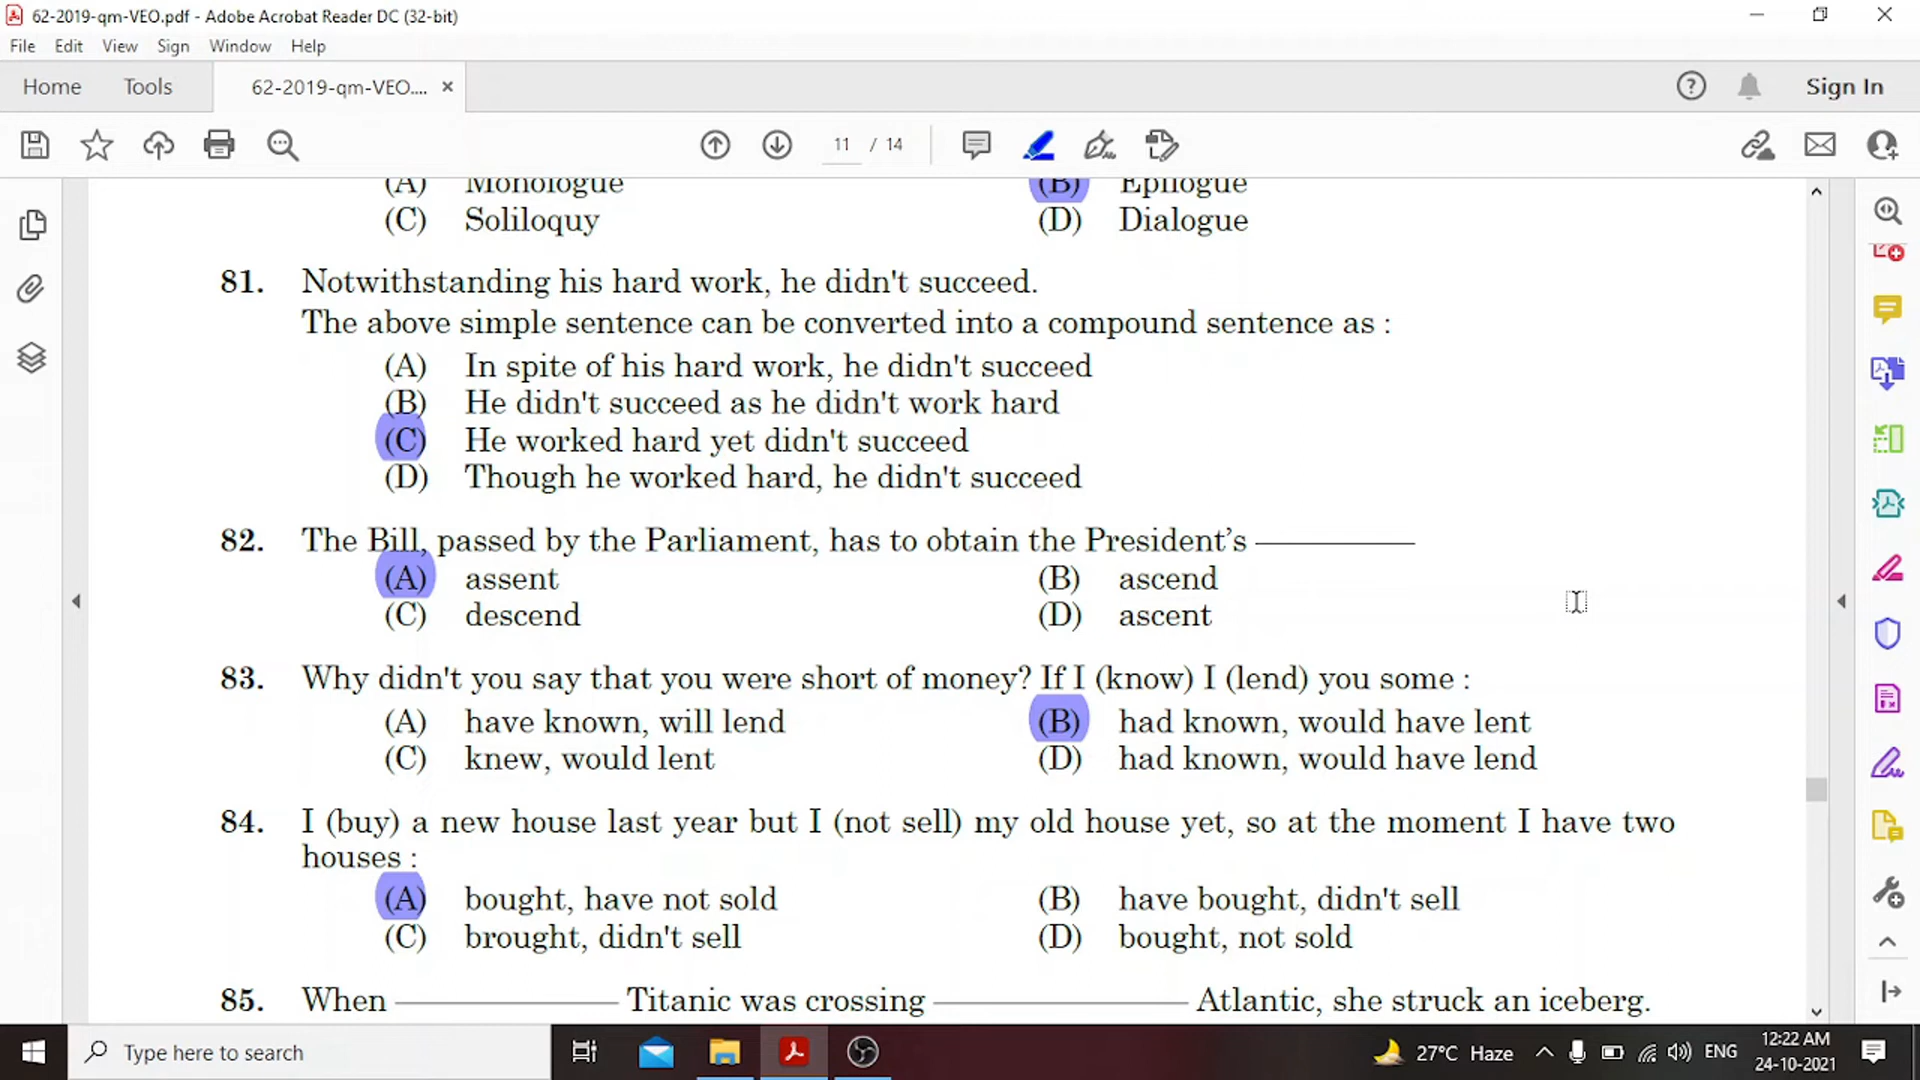 62-2019-qm-VEO.pdf - Adobe Acrobat Reader DC (32-bit)
File Edit View Sign Window Help
Home Tools 62-2019-qm-VEO.... × Sign In
11 / 14
(A) Monologue (B) Epilogue
(C) Soliloquy (D) Dialogue
81. Notwithstanding his hard work, he didn't succeed.
The above simple sentence can be converted into a compound sentence as :
(A) In spite of his hard work, he didn't succeed
(B) He didn't succeed as he didn't work hard
(C) He worked hard yet didn't succeed
(D) Though he worked hard, he didn't succeed
82. The Bill, passed by the Parliament, has to obtain the President’s ————
(A) assent (B) ascend
(C) descend (D) ascent
83. Why didn't you say that you were short of money? If I (know) I (lend) you some :
(A) have known, will lend (B) had known, would have lent
(C) knew, would lent (D) had known, would have lend
84. I (buy) a new house last year but I (not sell) my old house yet, so at the moment I have two
houses :
(A) bought, have not sold (B) have bought, didn't sell
(C) brought, didn't sell (D) bought, not sold
85. When ———— Titanic was crossing ———— Atlantic, she struck an iceberg.
Type here to search 27°C Haze ENG 12:22 AM
24-10-2021